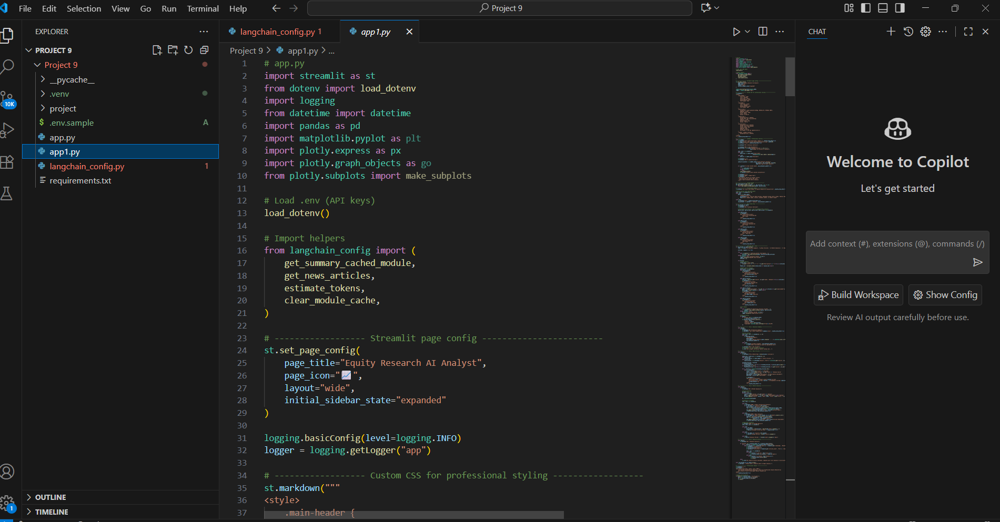 File Edit Selection View Go Run Terminal Help
Project 9
EXPLORER
PROJECT 9
Project 9
__pycache__
.venv
project
$ .env.sample A
app.py
app1.py
langchain_config.py 1
requirements.txt
OUTLINE
TIMELINE
10K
1
langchain_config.py 1
app1.py
Project 9 > app1.py > ...
1 # app.py
2 import streamlit as st
3 from dotenv import load_dotenv
4 import logging
5 from datetime import datetime
6 import pandas as pd
7 import matplotlib.pyplot as plt
8 import plotly.express as px
9 import plotly.graph_objects as go
10 from plotly.subplots import make_subplots
11
12 # Load .env (API keys)
13 load_dotenv()
14
15 # Import helpers
16 from langchain_config import (
17 get_summary_cached_module,
18 get_news_articles,
19 estimate_tokens,
20 clear_module_cache,
21 )
22
23 # ------------------ Streamlit page config ------------------------
24 st.set_page_config(
25 page_title="Equity Research AI Analyst",
26 page_icon="📈",
27 layout="wide",
28 initial_sidebar_state="expanded"
29 )
30
31 logging.basicConfig(level=logging.INFO)
32 logger = logging.getLogger("app")
33
34 # ------------------ Custom CSS for professional styling ------------------
35 st.markdown("""
36 <style>
37 .main-header {
CHAT
Welcome to Copilot
Let's get started
Add context (#), extensions (@), commands (/)
Build Workspace
Show Config
Review AI output carefully before use.